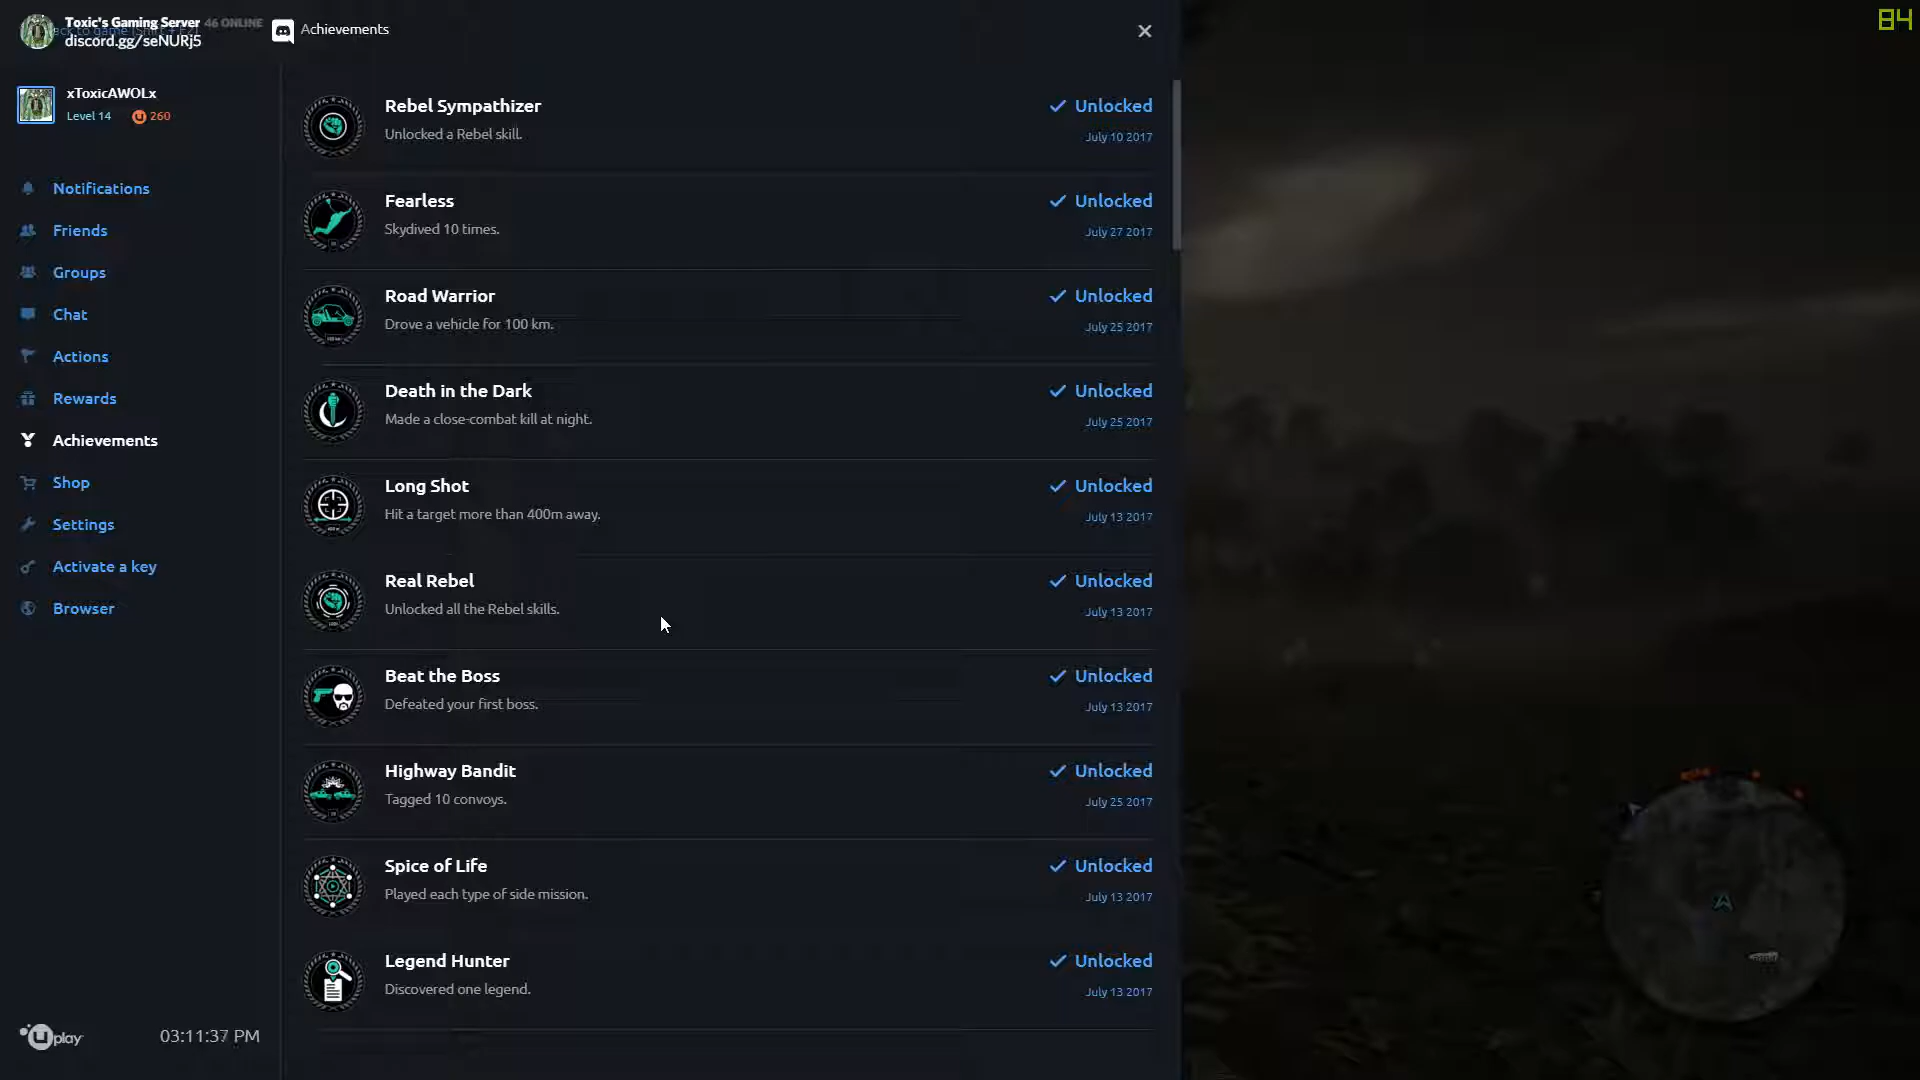 Toxic's Gaming Server 46 ONLINE
discord.gg/seNURj5
Achievements
84
xToxicAWOLx
Level 14
260
Notifications
Friends
Groups
Chat
Actions
Rewards
Achievements
Shop
Settings
Activate a key
Browser
Rebel Sympathizer
Unlocked a Rebel skill.
Unlocked
July 10 2017
Fearless
Skydived 10 times.
Unlocked
July 27 2017
Road Warrior
Drove a vehicle for 100 km.
Unlocked
July 25 2017
Death in the Dark
Made a close-combat kill at night.
Unlocked
July 25 2017
Long Shot
Hit a target more than 400m away.
Unlocked
July 13 2017
Real Rebel
Unlocked all the Rebel skills.
Unlocked
July 13 2017
Beat the Boss
Defeated your first boss.
Unlocked
July 13 2017
Highway Bandit
Tagged 10 convoys.
Unlocked
July 25 2017
Spice of Life
Played each type of side mission.
Unlocked
July 13 2017
Legend Hunter
Discovered one legend.
Unlocked
July 13 2017
uplay
03:11:37 PM